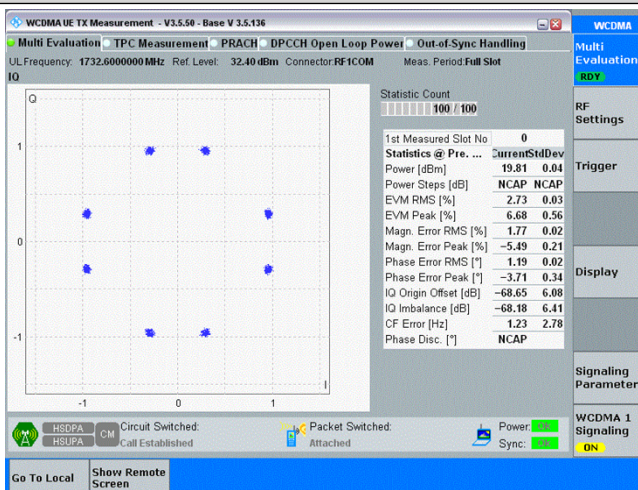 WCDMA UE TX Measurement - V3.5.50 - Base V 3.5.136
WCDMA
Multi Evaluation TPC Measurement PRACH DPCCH Open Loop Power Out-of-Sync Handling
Multi
Evaluation
RDY
UL Frequency: 1732.6000000 MHz Ref. Level: 32.40 dBm Connector: RF1COM Meas. Period: Full Slot
IQ
Q
1
0
-1
-1 0 1
I
Statistic Count
100 / 100
1st Measured Slot No 0
Statistics @ Pre. ... Current StdDev
Power [dBm] 19.81 0.04
Power Steps [dB] NCAP NCAP
EVM RMS [%] 2.73 0.03
EVM Peak [%] 6.68 0.56
Magn. Error RMS [%] 1.77 0.02
Magn. Error Peak [%] -5.49 0.21
Phase Error RMS [°] 1.19 0.02
Phase Error Peak [°] -3.71 0.34
IQ Origin Offset [dB] -68.65 6.08
IQ Imbalance [dB] -68.18 6.41
CF Error [Hz] 1.23 2.78
Phase Disc. [°] NCAP
RF
Settings
Trigger
Display
Signaling
Parameter
WCDMA 1
Signaling
ON
HSDPA
HSUPA
CM
Circuit Switched:
Call Established
Packet Switched:
Attached
Power:
Sync:
Go To Local
Show Remote
Screen